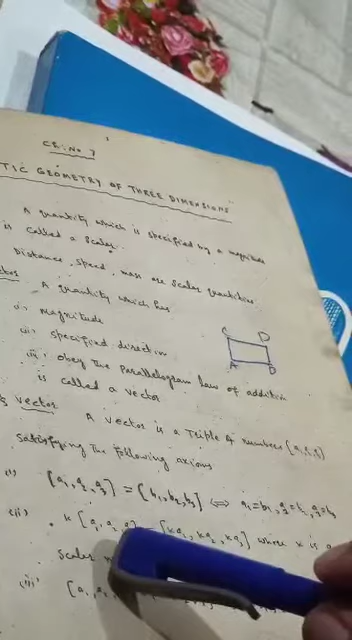 CH: No. 7
TIC GEOMETRY OF THREE DIMENSIONS
A quantity which is specified by a magnitude
is called a Scalar.
Distance, speed, mass are scalar quantities
A quantity which has
i) Magnitude
ii) Specified direction
iii) obey the parallelogram law of addition
is called a vector
C D
A B
vector
A vector is a Triple of numbers
satisfying the following axioms
(i) [a₁, a₂, a₃] = [b₁, b₂, b₃] ⟺ a₁=b₁, a₂=b₂, a₃=b₃
(ii) k [a₁, a₂, a₃] = [ka₁, ka₂, ka₃] where k is a
Scalar
(iii) [a₁, a₂